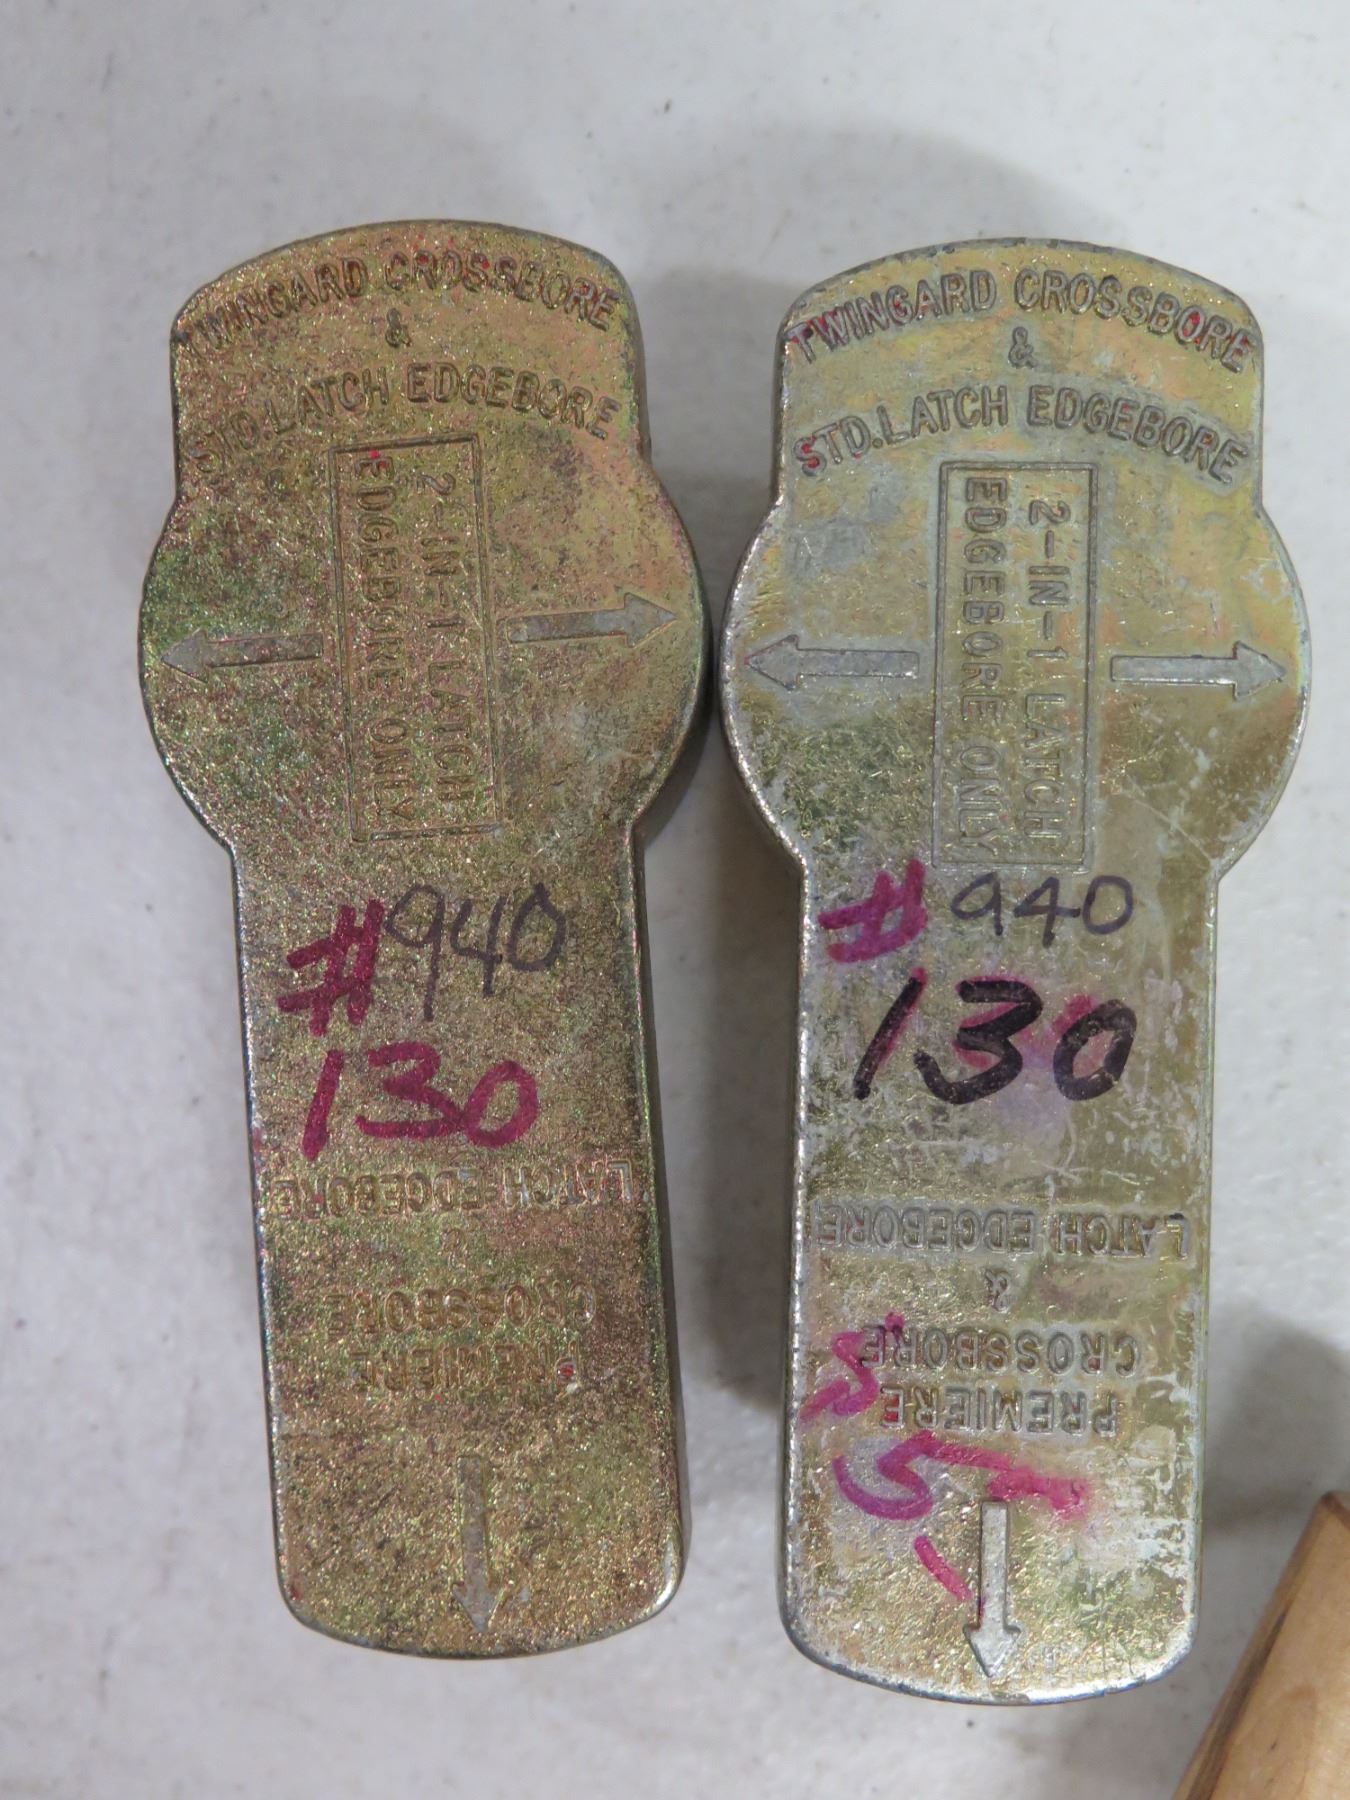 TWINGARD CROSSBORE
&
STD. LATCH EDGEBORE
2-IN-1 LATCH
EDGEBORE ONLY
#940
130
LATCH EDGEBORE
&
CROSSBORE
PREMIERE
TWINGARD CROSSBORE
&
STD. LATCH EDGEBORE
2-IN-1 LATCH
EDGEBORE ONLY
#940
130
LATCH EDGEBORE
&
CROSSBORE
PREMIERE